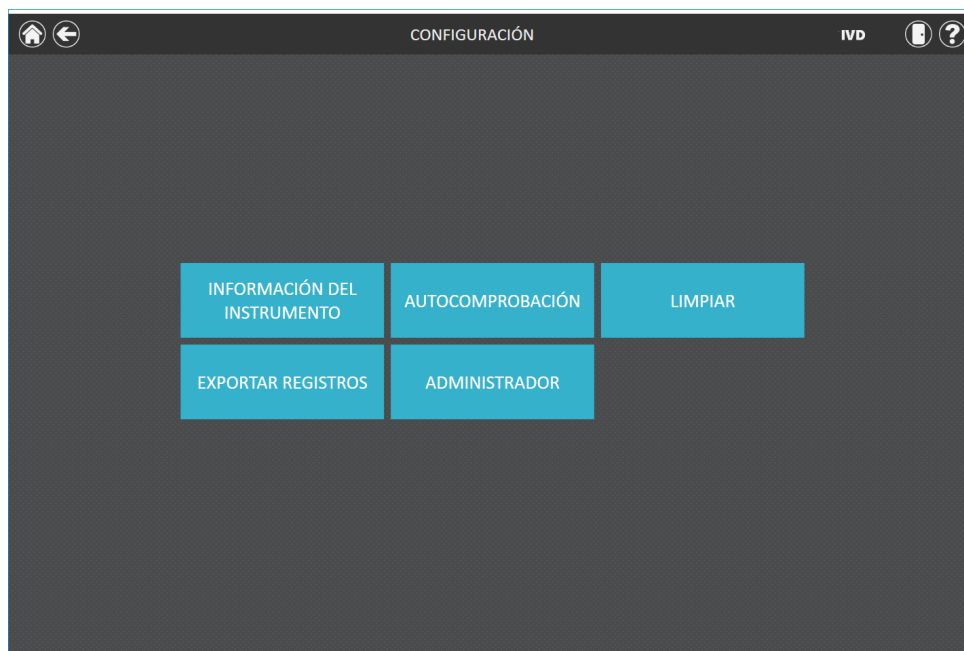 CONFIGURACIÓN
IVD
?
INFORMACIÓN DEL
INSTRUMENTO
AUTOCOMPROBACIÓN
LIMPIAR
EXPORTAR REGISTROS
ADMINISTRADOR